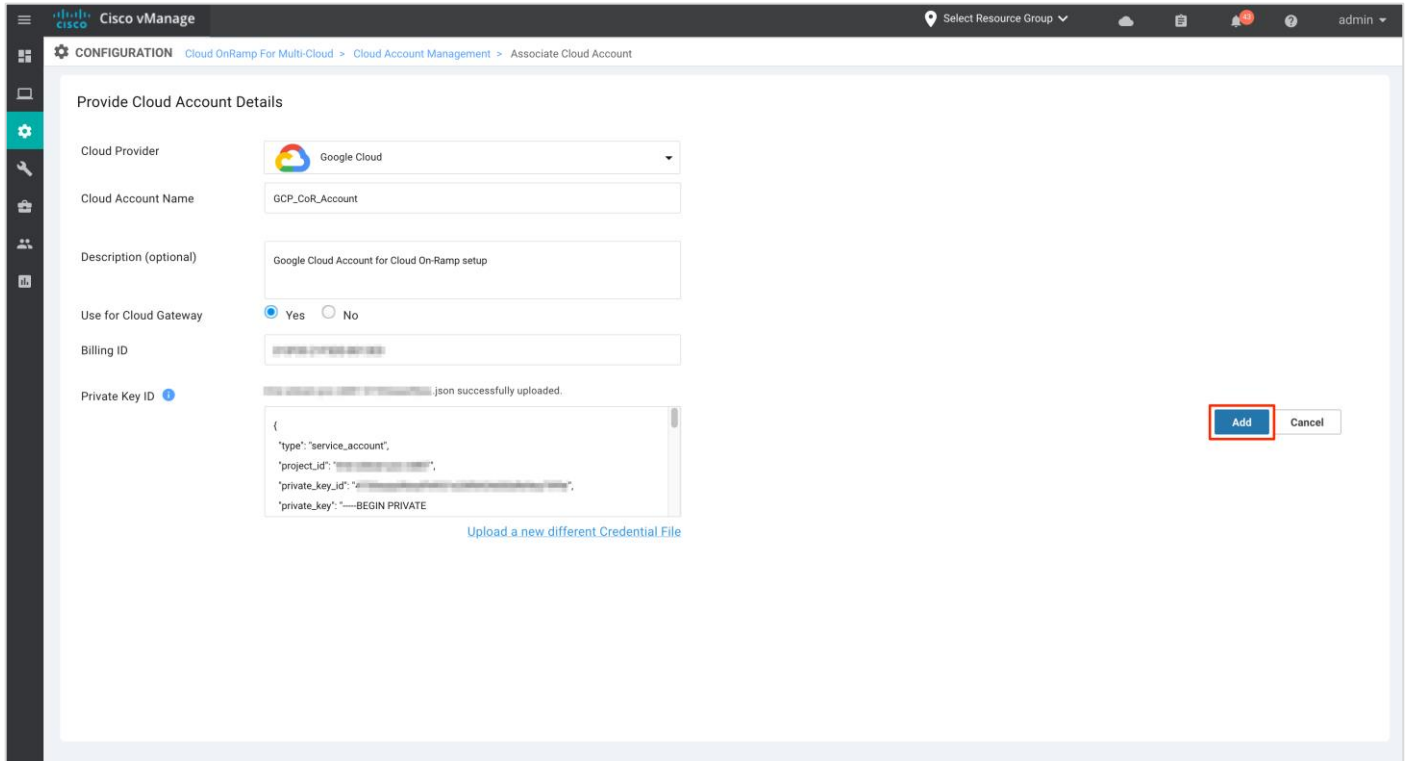 cisco Cisco vManage
Select Resource Group
43
admin
CONFIGURATION Cloud OnRamp For Multi-Cloud > Cloud Account Management > Associate Cloud Account
Provide Cloud Account Details
Cloud Provider
Google Cloud
Cloud Account Name
GCP_CoR_Account
Description (optional)
Google Cloud Account for Cloud On-Ramp setup
Use for Cloud Gateway
Yes No
Billing ID
Private Key ID
.json successfully uploaded.
{
"type": "service_account",
"project_id": "",
"private_key_id": "",
"private_key": "-----BEGIN PRIVATE
Upload a new different Credential File
Add Cancel